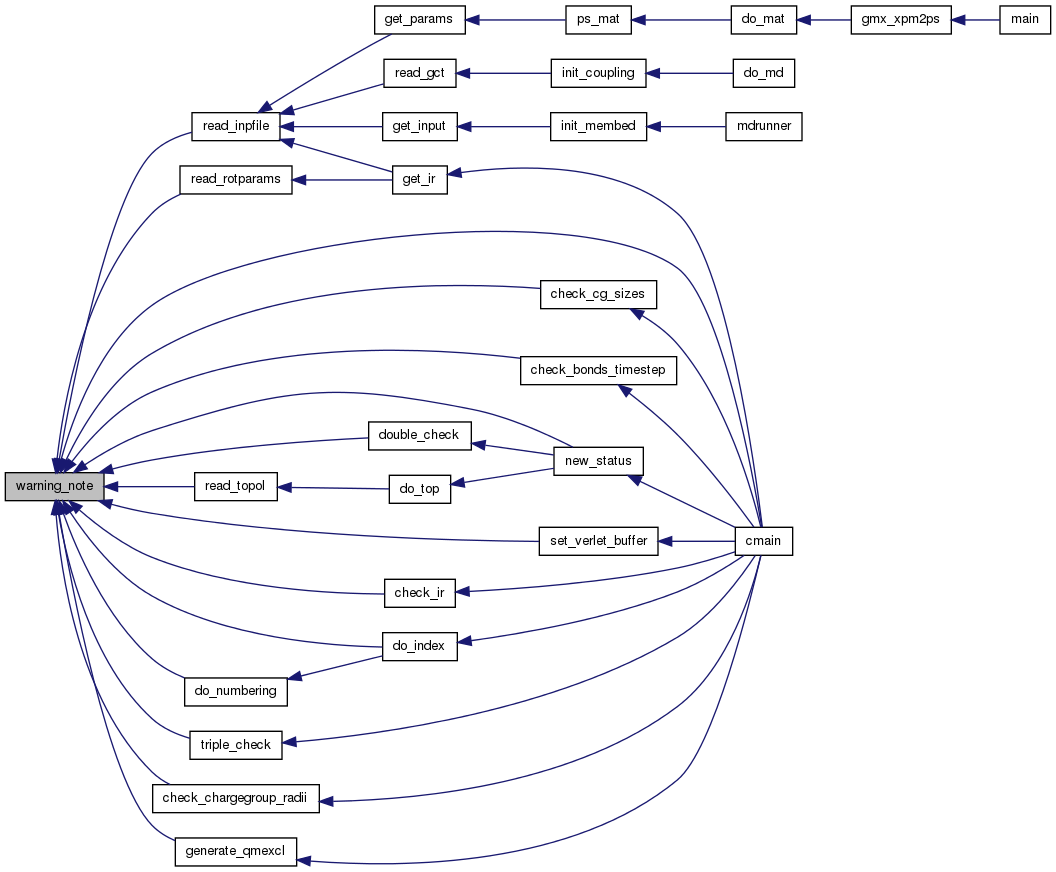 get_params
ps_mat
do_mat
gmx_xpm2ps
main
read_gct
init_coupling
do_md
read_inpfile
get_input
init_membed
mdrunner
read_rotparams
get_ir
check_cg_sizes
check_bonds_timestep
double_check
new_status
warning_note
read_topol
do_top
set_verlet_buffer
cmain
check_ir
do_index
do_numbering
triple_check
check_chargegroup_radii
generate_qmexcl